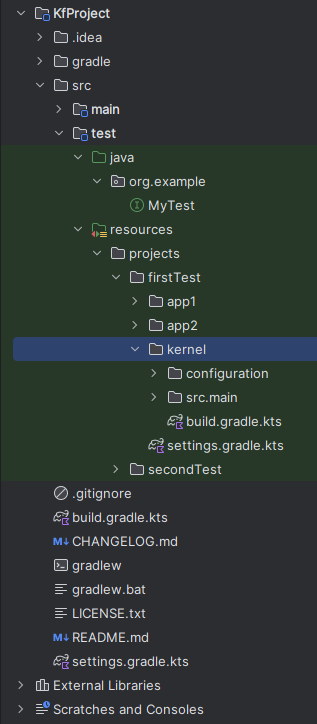 KfProject
.idea
gradle
src
main
test
java
org.example
MyTest
resources
projects
firstTest
app1
app2
kernel
configuration
src.main
build.gradle.kts
settings.gradle.kts
secondTest
.gitignore
build.gradle.kts
M↓ CHANGELOG.md
gradlew
gradlew.bat
LICENSE.txt
M↓ README.md
settings.gradle.kts
External Libraries
Scratches and Consoles